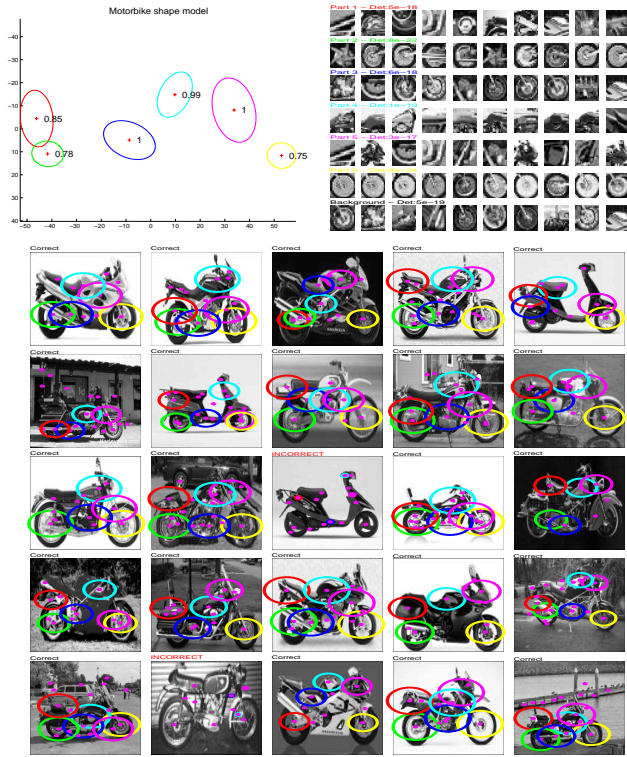 Motorbike shape model
−40
−30
−20
−10
0
10
20
30
40
−50 −40 −30 −20 −10 0 10 20 30 40 50
0.85
0.78
1
0.99
1
0.75
Part 1 − Det:5e−18
Part 2 − Det:8e−22
Part 3 − Det:6e−18
Part 4 − Det:1e−19
Part 5 − Det:3e−17
Background − Det:5e−19
Correct Correct Correct Correct Correct
Correct Correct Correct Correct Correct
Correct Correct INCORRECT Correct Correct
Correct Correct Correct Correct Correct
Correct INCORRECT Correct Correct Correct
HONDA